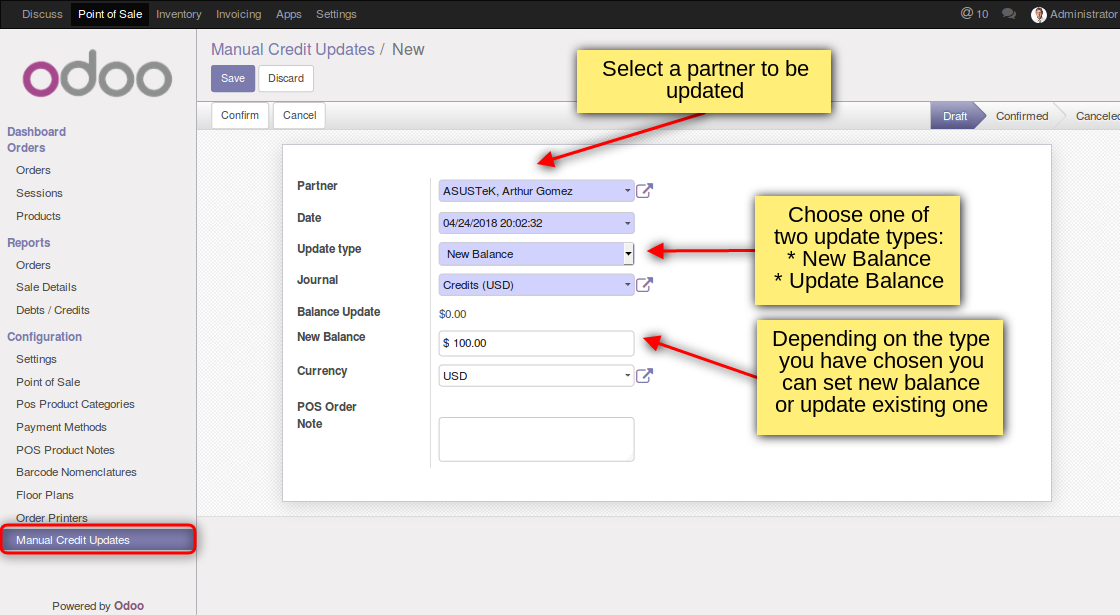 Discuss Point of Sale Inventory Invoicing Apps Settings @ 10 Administrator
odoo
Dashboard
Orders
Orders
Sessions
Products
Reports
Orders
Sale Details
Debts / Credits
Configuration
Settings
Point of Sale
Pos Product Categories
Payment Methods
POS Product Notes
Barcode Nomenclatures
Floor Plans
Order Printers
Manual Credit Updates
Powered by Odoo
Manual Credit Updates / New
Save Discard
Confirm Cancel
Draft Confirmed Canceled
Select a partner to be
updated
Partner ASUSTeK, Arthur Gomez
Date 04/24/2018 20:02:32
Update type New Balance
Journal Credits (USD)
Balance Update $0.00
New Balance $ 100.00
Currency USD
POS Order
Note
Choose one of
two update types:
* New Balance
* Update Balance
Depending on the type
you have chosen you
can set new balance
or update existing one